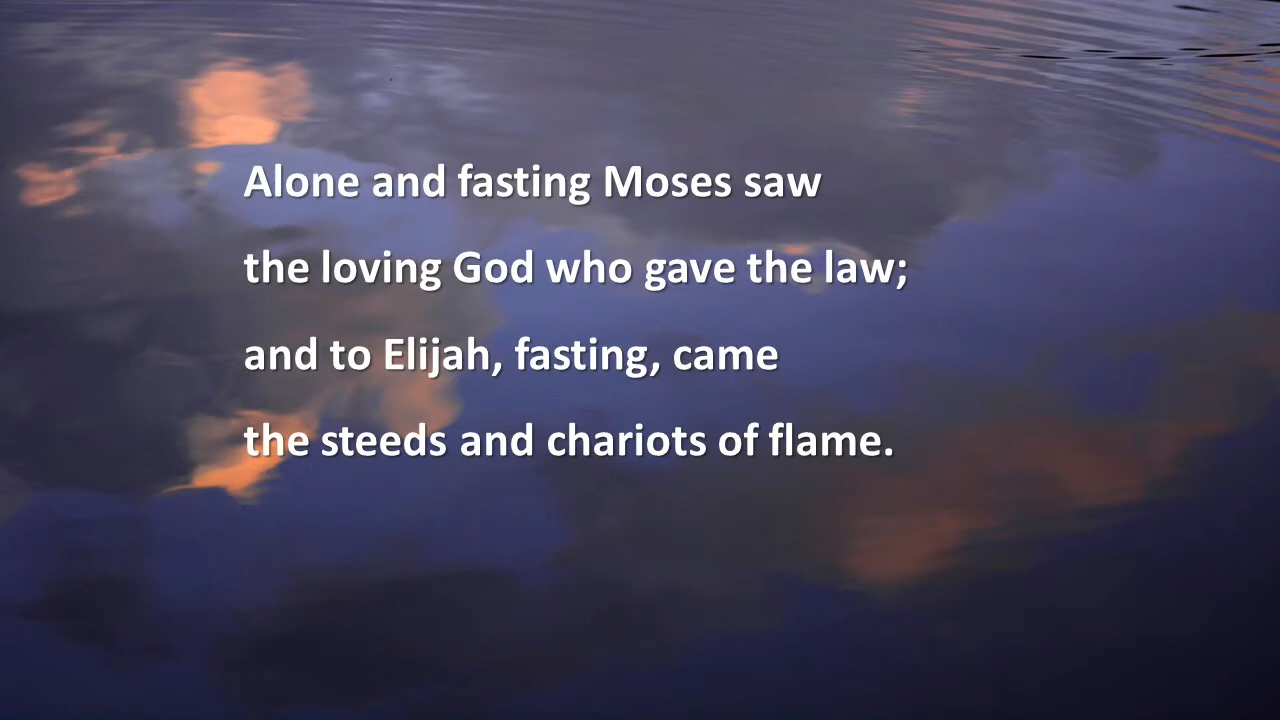 Alone and fasting Moses saw
the loving God who gave the law;
and to Elijah, fasting, came
the steeds and chariots of flame.